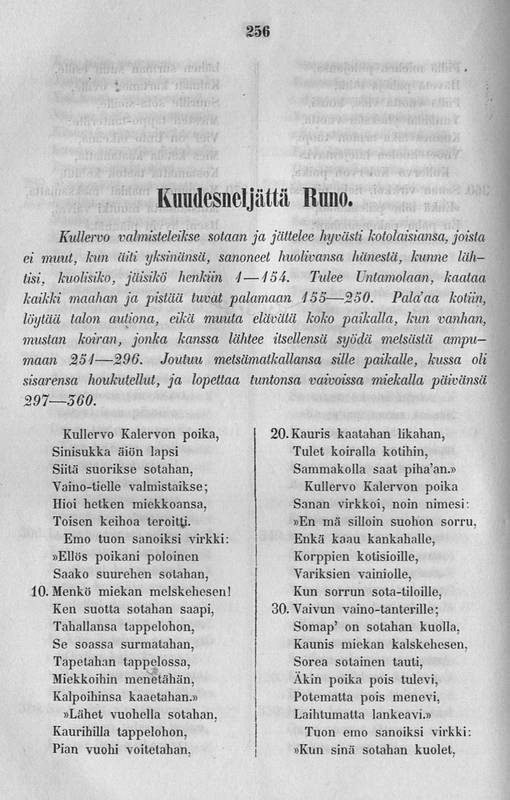 256
Kuudesneljättä Runo.
Kullervo valmisteleikse sotaan ja jättelee hyvästi kotolaisiansa, joista
ei muut, kun äiti yksinänsä, sanoneet huolivansa hänestä, kunne läh-
tisi, kuolisiko, jäisikö henkiin 1—154. Tulee Untamolaan, kaataa
kaikki maahan ja pistää tuvat palamaan 155—250. Pala'aa kotiin,
löytää talon autiona, eikä muuta elävätä koko paikalla, kun vanhan,
mustan koiran, jonka kanssa lähtee itsellensä syödä metsästä ampu-
maan 251—296. Joutuu metsämatkallansa sille paikalle, kussa oli
sisarensa houkutellut, ja lopettaa tuntonsa vaivoissa miekalla päivänsä
297—360.
Kullervo Kalervon poika,
Sinisukka äiön lapsi
Siitä suorikse sotahan,
Vaino-tielle valmistaikse;
Hioi hetken miekkoansa,
Toisen keihoa teroitti.
Emo tuon sanoiksi virkki:
»Ellös poikani poloinen
Saako suurehen sotahan,
10. Menkö miekan melskehesen!
Ken suotta sotahan saapi,
Tahallansa tappelohon,
Se soassa surmatahan,
Tapetahan tappelossa,
Miekkoihin menetähän,
Kalpoihinsa kaaetahan.»
»Lähet vuohella sotahan,
Kaurihilla tappelohon,
Pian vuohi voitetahan,
20. Kauris kaatahan likahan,
Tulet koiralla kotihin,
Sammakolla saat piha'an.»
Kullervo Kalervon poika
Sanan virkkoi, noin nimesi:
»En mä silloin suohon sorru,
Enkä kaau kankahalle,
Korppien kotisioille,
Variksien vainiolle,
Kun sorrun sota-tiloille,
30. Vaivun vaino-tanterille;
Somap' on sotahan kuolla,
Kaunis miekan kalskehesen,
Sorea sotainen tauti,
Äkin poika pois tulevi,
Potematta pois menevi,
Laihtumatta lankeavi.»
Tuon emo sanoiksi virkki:
»Kun sinä sotahan kuolet,